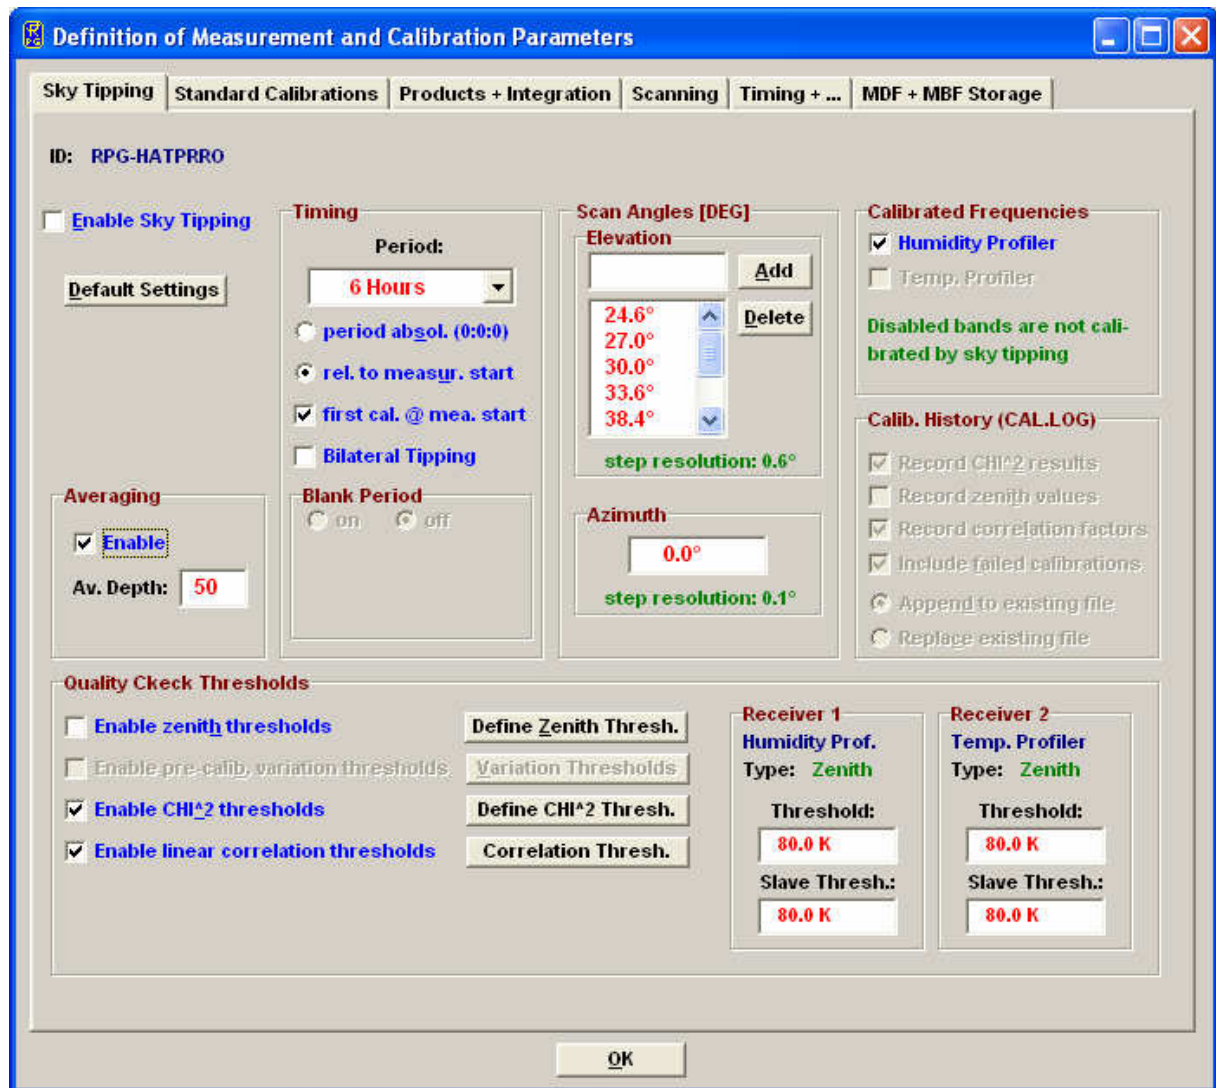 Definition of Measurement and Calibration Parameters
Sky Tipping
Standard Calibrations
Products + Integration
Scanning
Timing + ...
MDF + MBF Storage
ID: RPG-HATPRRO
Enable Sky Tipping
Default Settings
Averaging
Enable
Av. Depth: 50
Timing
Period:
6 Hours
period absol. (0:0:0)
rel. to measur. start
first cal. @ mea. start
Bilateral Tipping
Blank Period
on
off
Scan Angles [DEG]
Elevation
Add
24.6°
27.0°
30.0°
33.6°
38.4°
Delete
step resolution: 0.6°
Azimuth
0.0°
step resolution: 0.1°
Calibrated Frequencies
Humidity Profiler
Temp. Profiler
Disabled bands are not cali-
brated by sky tipping
Calib. History (CAL.LOG)
Record CHI^2 results
Record zenith values
Record correlation factors
Include failed calibrations
Append to existing file
Replace existing file
Quality Ckeck Thresholds
Enable zenith thresholds
Define Zenith Thresh.
Enable pre-calib. variation thresholds
Variation Thresholds
Enable CHI^2 thresholds
Define CHI^2 Thresh.
Enable linear correlation thresholds
Correlation Thresh.
Receiver 1
Humidity Prof.
Type: Zenith
Threshold:
80.0 K
Slave Thresh.:
80.0 K
Receiver 2
Temp. Profiler
Type: Zenith
Threshold:
80.0 K
Slave Thresh.:
80.0 K
OK